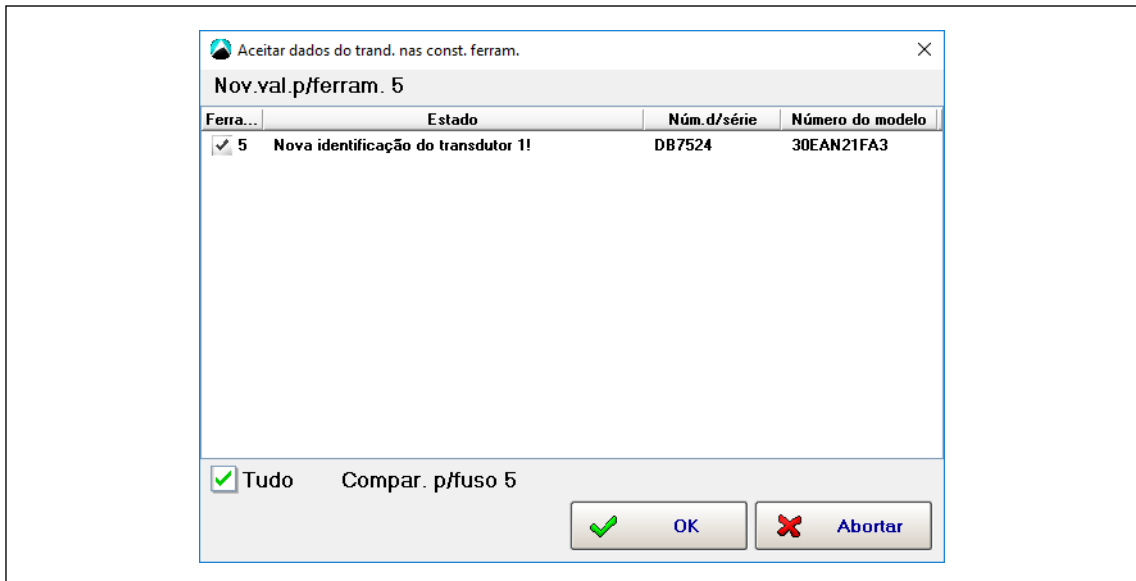 Aceitar dados do trand. nas const. ferram.
Nov.val.p/ferram. 5
Ferra... Estado Núm.d/série Número do modelo
5 Nova identificação do transdutor 1! DB7524 30EAN21FA3
Tudo Compar. p/fuso 5
OK Abortar